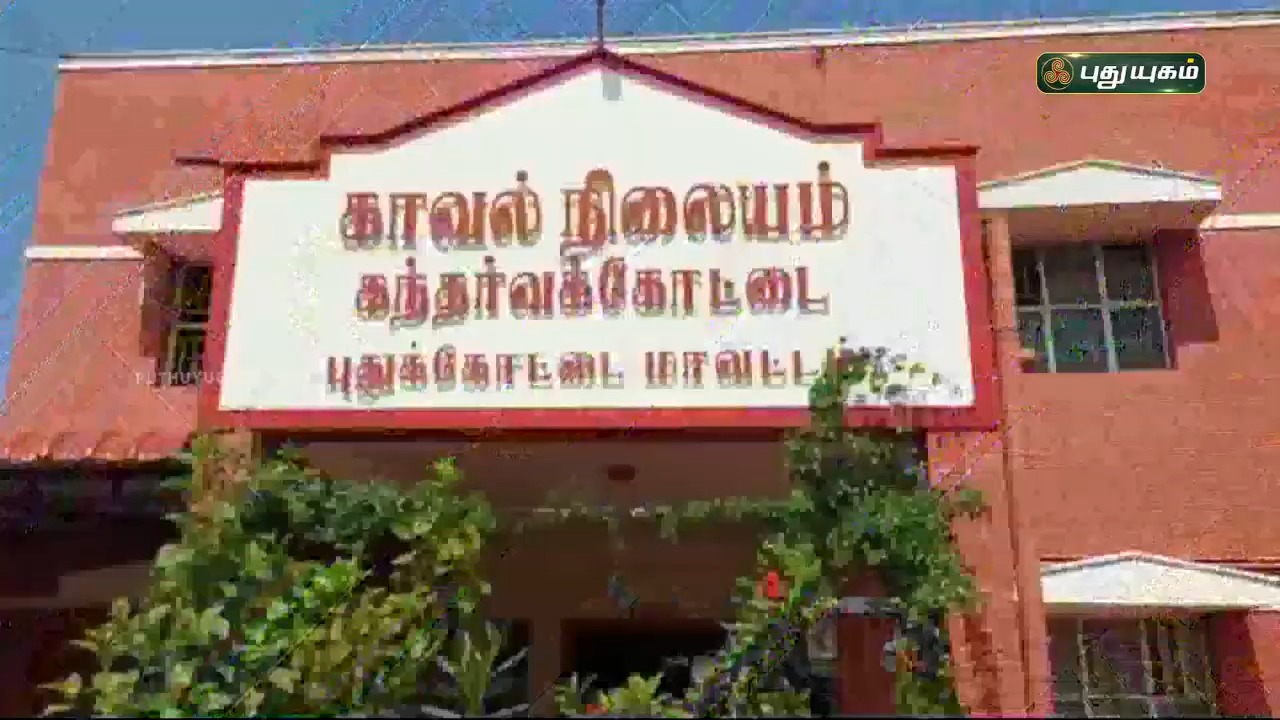 புதுயுகம்
காவல் நிலையம்
கந்தர்வக்கோட்டை
புதுக்கோட்டை மாவட்டம்